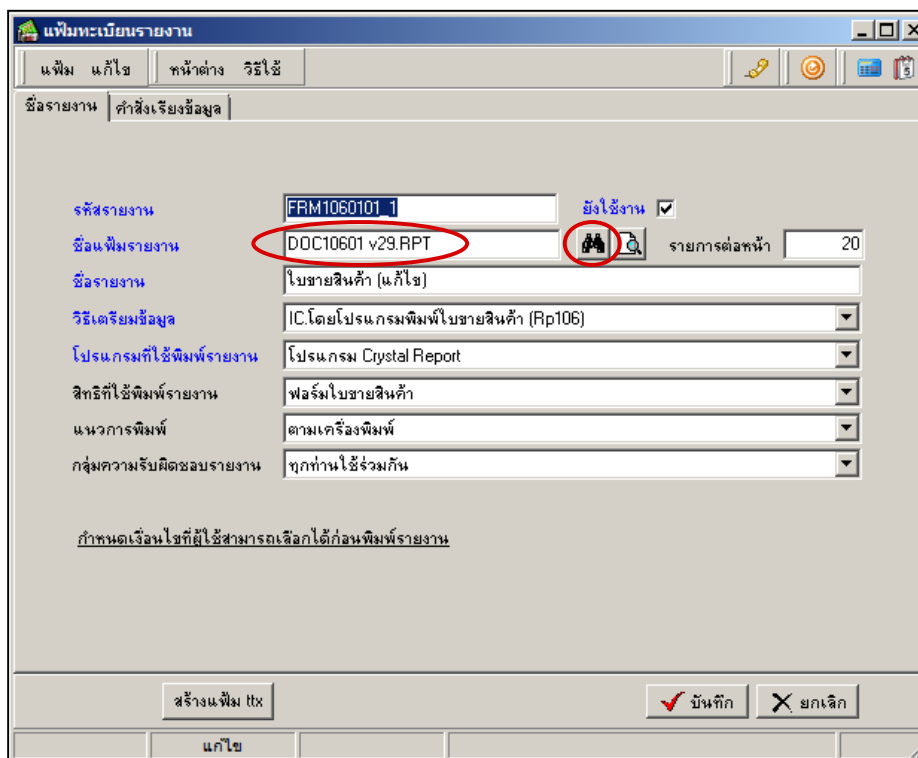 แฟ้มทะเบียนรายงาน
แฟ้ม แก้ไข หน้าต่าง วิธีใช้
5
ชื่อรายงาน คำสั่งเรียงข้อมูล
รหัสรายงาน FRM1060101_1 ยังใช้งาน
ชื่อแฟ้มรายงาน DOC10601 v29.RPT รายการต่อหน้า 20
ชื่อรายงาน ใบขายสินค้า (แก้ไข)
วิธีเตรียมข้อมูล IC.โดยโปรแกรมพิมพ์ใบขายสินค้า (Rp106)
โปรแกรมที่ใช้พิมพ์รายงาน โปรแกรม Crystal Report
สิทธิที่ใช้พิมพ์รายงาน ฟอร์มใบขายสินค้า
แนวการพิมพ์ ตามเครื่องพิมพ์
กลุ่มความรับผิดชอบรายงาน ทุกท่านใช้ร่วมกัน
กำหนดเงื่อนไขที่ผู้ใช้สามารถเลือกได้ก่อนพิมพ์รายงาน
สร้างแฟ้ม ttx บันทึก ยกเลิก
แก้ไข